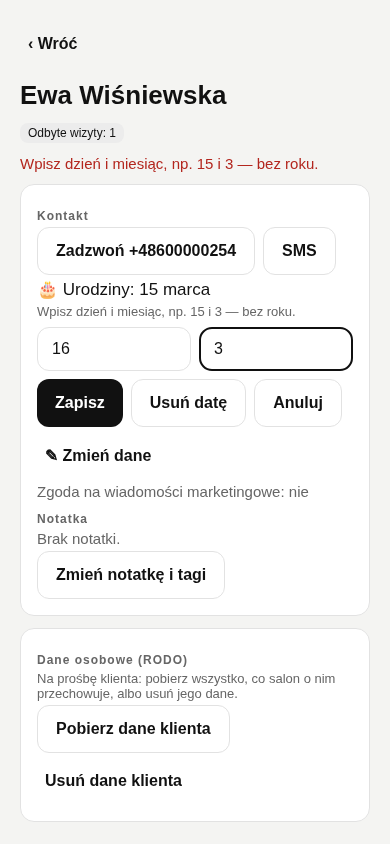 ‹ Wróć
Ewa Wiśniewska
Odbyte wizyty: 1
Wpisz dzień i miesiąc, np. 15 i 3 — bez roku.
Kontakt
Zadzwoń +48600000254 SMS
🎂 Urodziny: 15 marca
Wpisz dzień i miesiąc, np. 15 i 3 — bez roku.
16 3
Zapisz Usuń datę Anuluj
✎ Zmień dane
Zgoda na wiadomości marketingowe: nie
Notatka
Brak notatki.
Zmień notatkę i tagi
Dane osobowe (RODO)
Na prośbę klienta: pobierz wszystko, co salon o nim
przechowuje, albo usuń jego dane.
Pobierz dane klienta
Usuń dane klienta